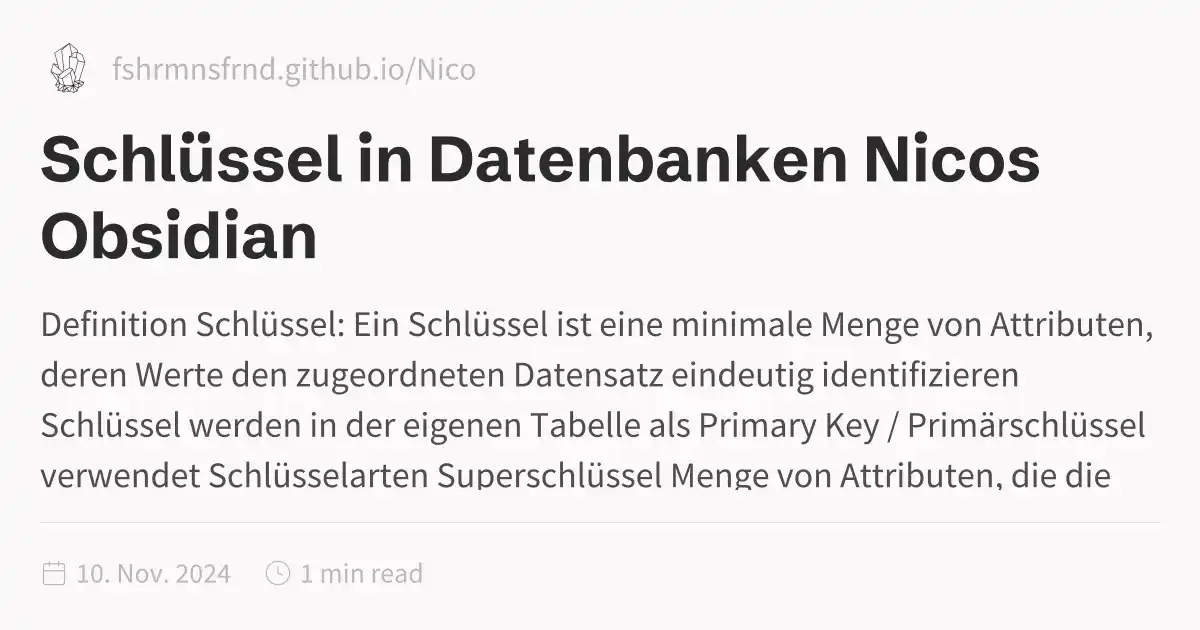 fshrmnsfrnd.github.io/Nico
Schlüssel in Datenbanken Nicos
Obsidian
Definition Schlüssel: Ein Schlüssel ist eine minimale Menge von Attributen,
deren Werte den zugeordneten Datensatz eindeutig identifizieren
Schlüssel werden in der eigenen Tabelle als Primary Key / Primärschlüssel
verwendet Schlüsselarten Superschlüssel Menge von Attributen, die die
10. Nov. 2024 1 min read